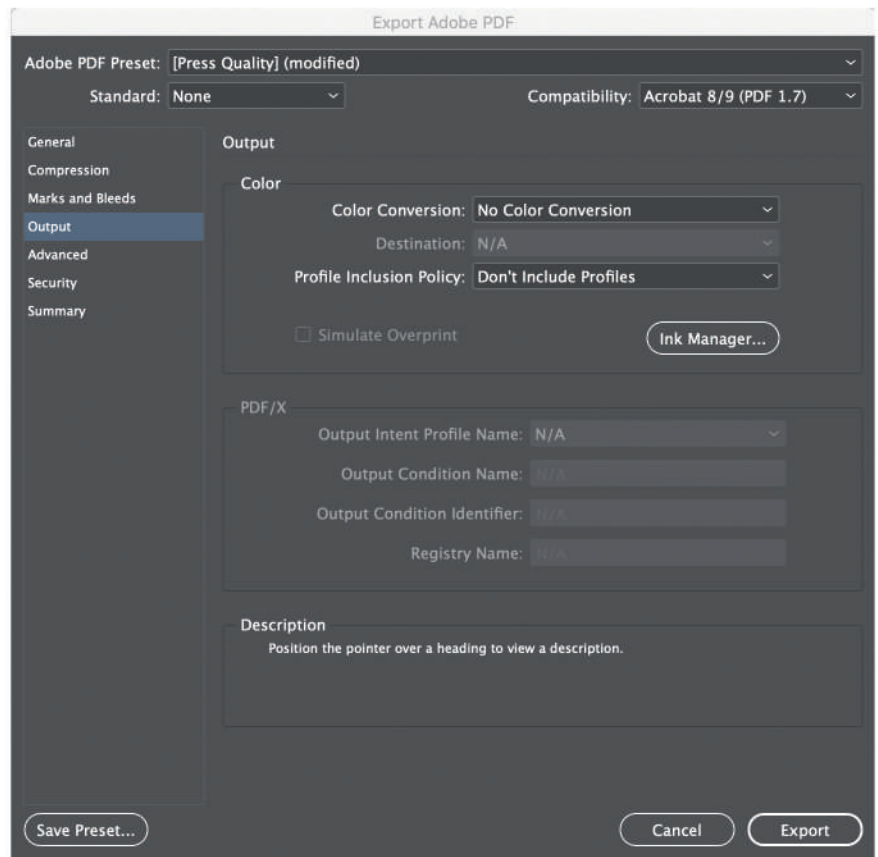 Export Adobe PDF
Adobe PDF Preset: [Press Quality] (modified)
Standard: None Compatibility: Acrobat 8/9 (PDF 1.7)
General
Compression
Marks and Bleeds
Output
Advanced
Security
Summary
Output
Color
Color Conversion: No Color Conversion
Destination: N/A
Profile Inclusion Policy: Don't Include Profiles
Simulate Overprint Ink Manager...
PDF/X
Output Intent Profile Name: N/A
Output Condition Name: N/A
Output Condition Identifier: N/A
Registry Name: N/A
Description
Position the pointer over a heading to view a description.
Save Preset... Cancel Export